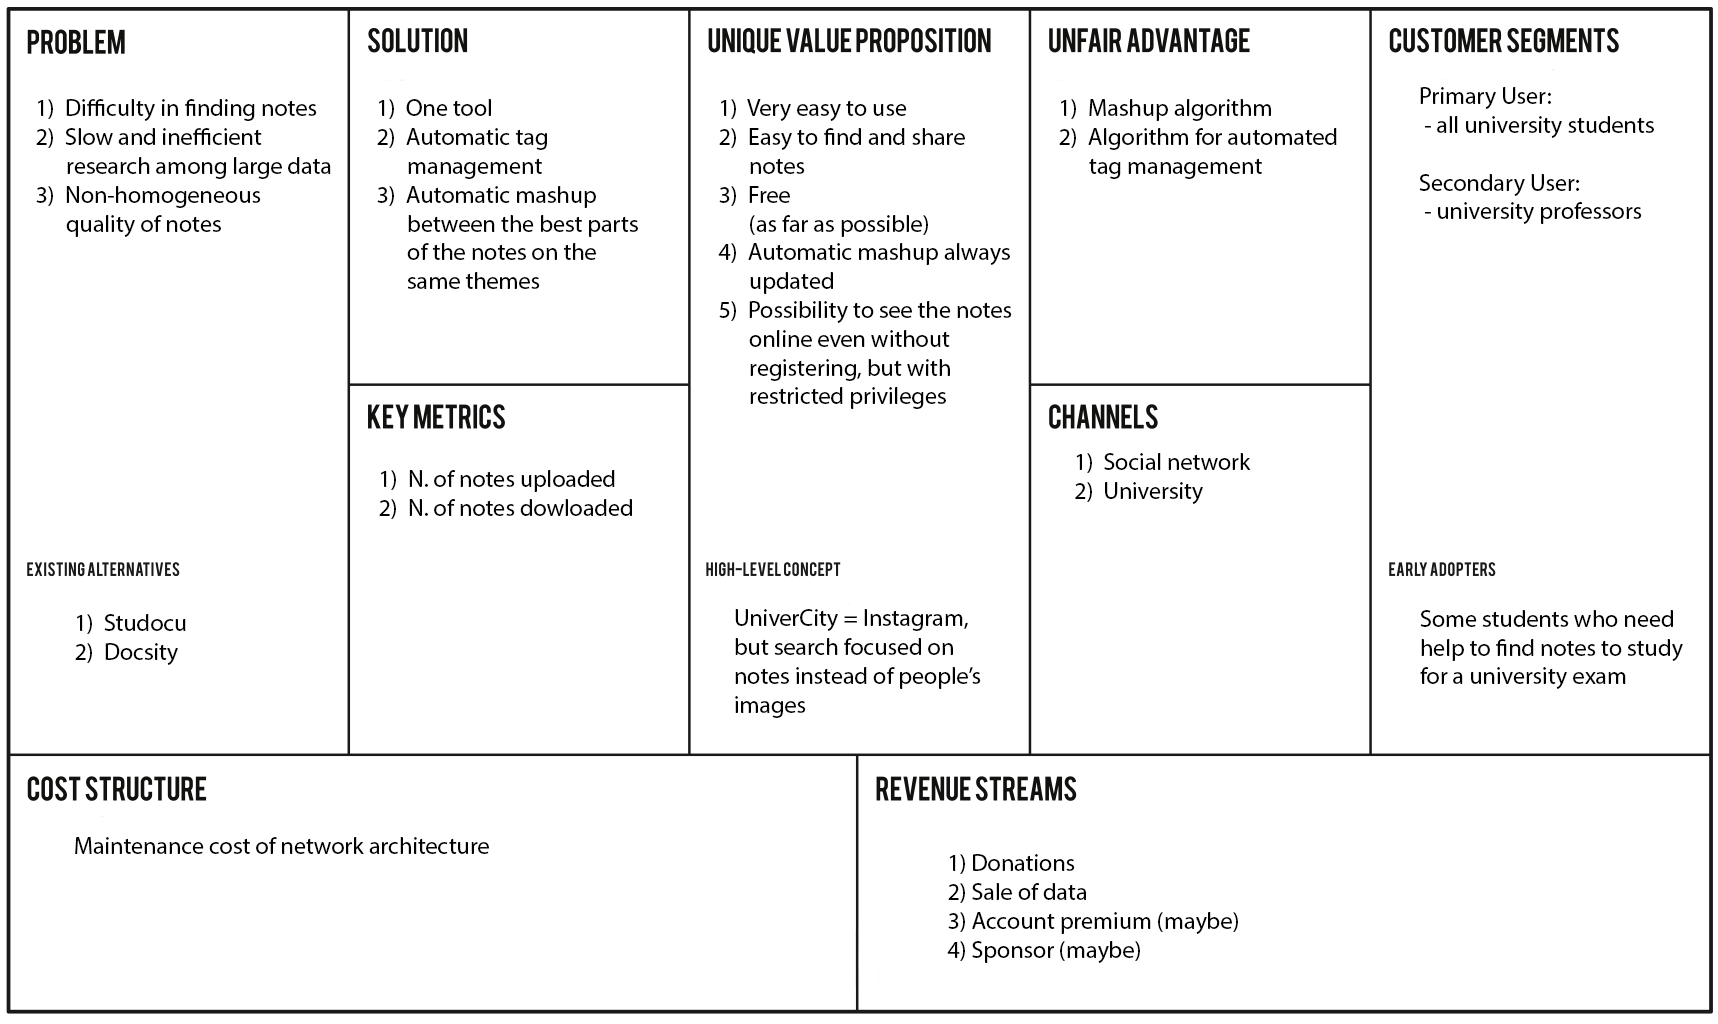 PROBLEM
1) Difficulty in finding notes
2) Slow and inefficient
research among large data
3) Non-homogeneous
quality of notes
EXISTING ALTERNATIVES
1) Studocu
2) Docsity
SOLUTION
1) One tool
2) Automatic tag
management
3) Automatic mashup
between the best parts
of the notes on the
same themes
KEY METRICS
1) N. of notes uploaded
2) N. of notes dowloaded
UNIQUE VALUE PROPOSITION
1) Very easy to use
2) Easy to find and share
notes
3) Free
(as far as possible)
4) Automatic mashup always
updated
5) Possibility to see the notes
online even without
registering, but with
restricted privileges
HIGH-LEVEL CONCEPT
UniverCity = Instagram,
but search focused on
notes instead of people’s
images
UNFAIR ADVANTAGE
1) Mashup algorithm
2) Algorithm for automated
tag management
CHANNELS
1) Social network
2) University
CUSTOMER SEGMENTS
Primary User:
- all university students
Secondary User:
- university professors
EARLY ADOPTERS
Some students who need
help to find notes to study
for a university exam
COST STRUCTURE
Maintenance cost of network architecture
REVENUE STREAMS
1) Donations
2) Sale of data
3) Account premium (maybe)
4) Sponsor (maybe)